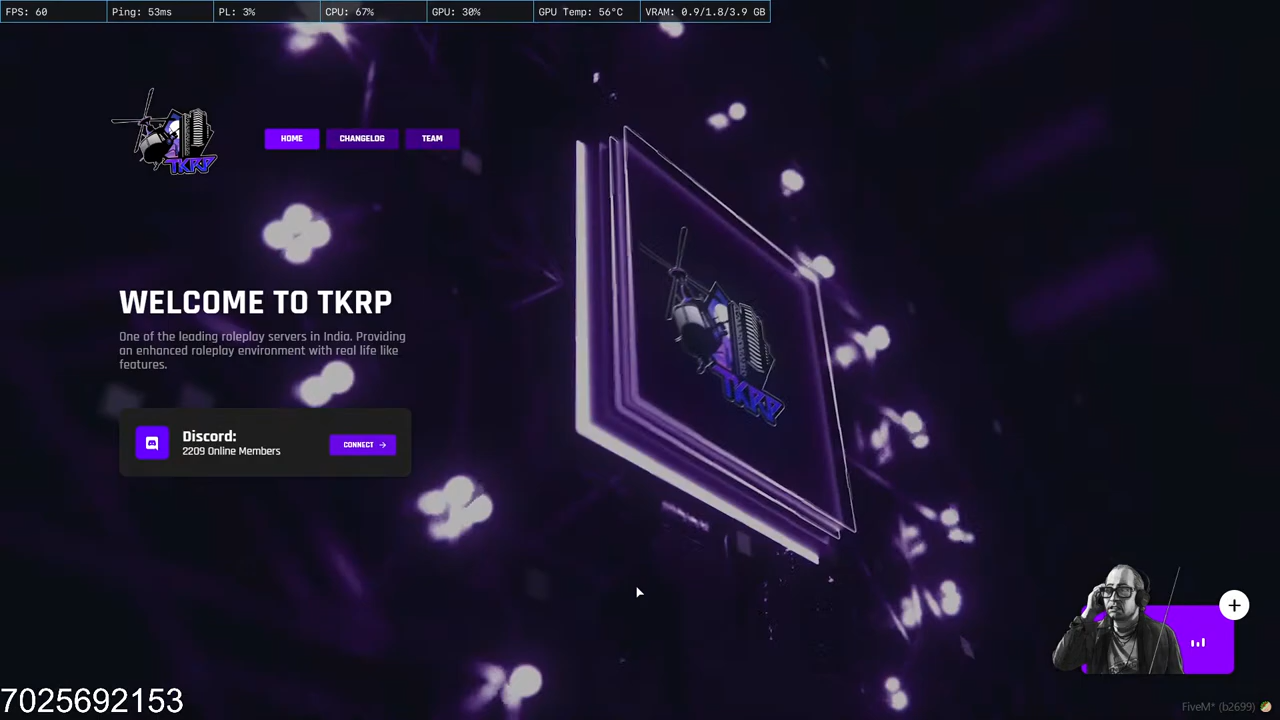 FPS: 60
Ping: 53ms
PL: 3%
CPU: 67%
GPU: 30%
GPU Temp: 56°C
VRAM: 0.9/1.8/3.9 GB
TKRP
HOME
CHANGELOG
TEAM
WELCOME TO TKRP
One of the leading roleplay servers in India. Providing
an enhanced roleplay environment with real life like
features.
Discord:
2209 Online Members
CONNECT →
TKRP
7025692153
FiveM* (b2699)